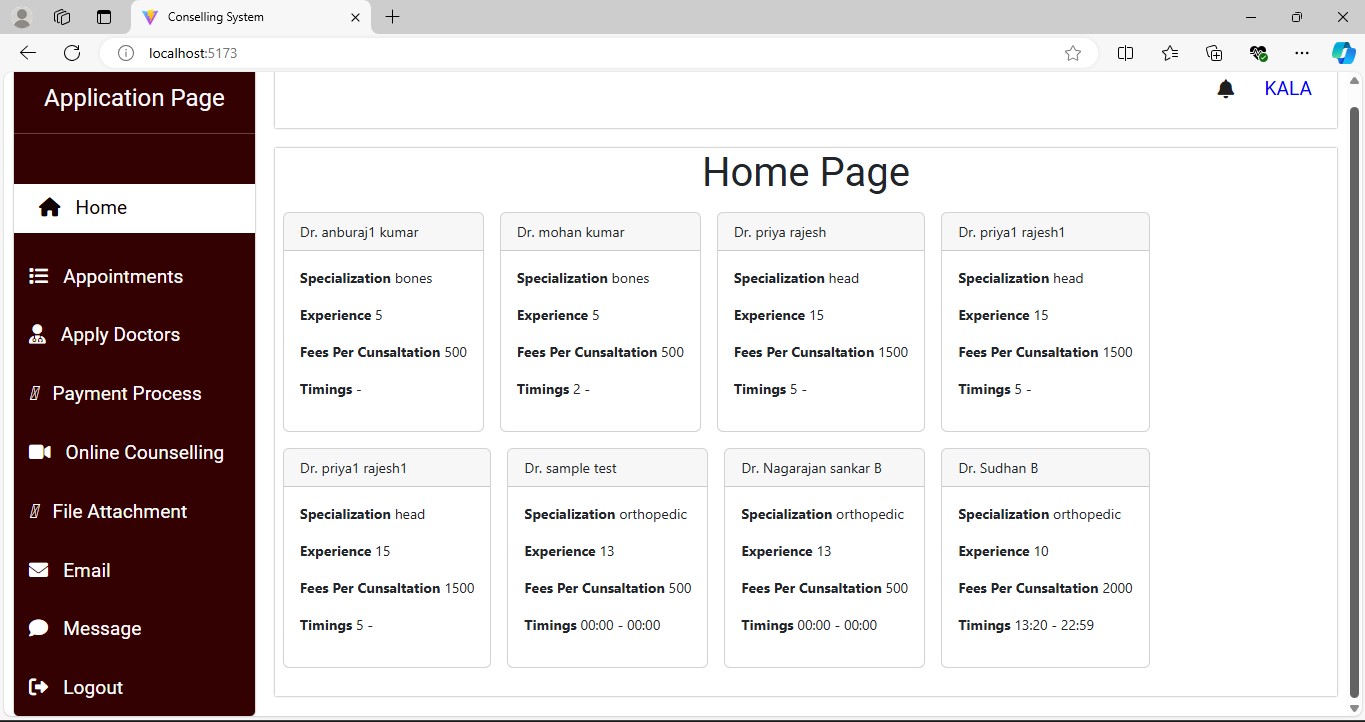 Conselling System
localhost:5173
Application Page
KALA
Home
Appointments
Apply Doctors
Payment Process
Online Counselling
File Attachment
Email
Message
Logout
Home Page
Dr. anburaj1 kumar
Specialization bones
Experience 5
Fees Per Cunsaltation 500
Timings -
Dr. mohan kumar
Specialization bones
Experience 5
Fees Per Cunsaltation 500
Timings 2 -
Dr. priya rajesh
Specialization head
Experience 15
Fees Per Cunsaltation 1500
Timings 5 -
Dr. priya1 rajesh1
Specialization head
Experience 15
Fees Per Cunsaltation 1500
Timings 5 -
Dr. priya1 rajesh1
Specialization head
Experience 15
Fees Per Cunsaltation 1500
Timings 5 -
Dr. sample test
Specialization orthopedic
Experience 13
Fees Per Cunsaltation 500
Timings 00:00 - 00:00
Dr. Nagarajan sankar B
Specialization orthopedic
Experience 13
Fees Per Cunsaltation 500
Timings 00:00 - 00:00
Dr. Sudhan B
Specialization orthopedic
Experience 10
Fees Per Cunsaltation 2000
Timings 13:20 - 22:59